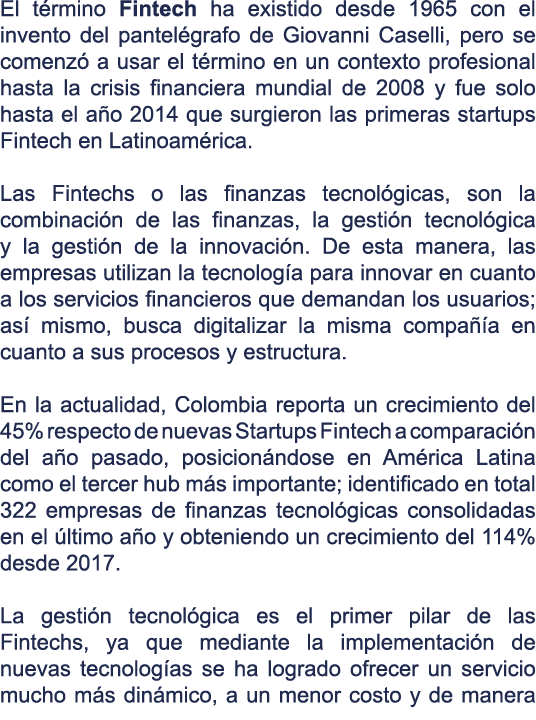 El término Fintech ha existido desde 1965 con el
invento del pantelégrafo de Giovanni Caselli, pero se
comenzó a usar el término en un contexto profesional
hasta la crisis financiera mundial de 2008 y fue solo
hasta el año 2014 que surgieron las primeras startups
Fintech en Latinoamérica.
Las Fintechs o las finanzas tecnológicas, son la
combinación de las finanzas, la gestión tecnológica
y la gestión de la innovación. De esta manera, las
empresas utilizan la tecnología para innovar en cuanto
a los servicios financieros que demandan los usuarios;
así mismo, busca digitalizar la misma compañía en
cuanto a sus procesos y estructura.
En la actualidad, Colombia reporta un crecimiento del
45% respecto de nuevas Startups Fintech a comparación
del año pasado, posicionándose en América Latina
como el tercer hub más importante; identificado en total
322 empresas de finanzas tecnológicas consolidadas
en el último año y obteniendo un crecimiento del 114%
desde 2017.
La gestión tecnológica es el primer pilar de las
Fintechs, ya que mediante la implementación de
nuevas tecnologías se ha logrado ofrecer un servicio
mucho más dinámico, a un menor costo y de manera